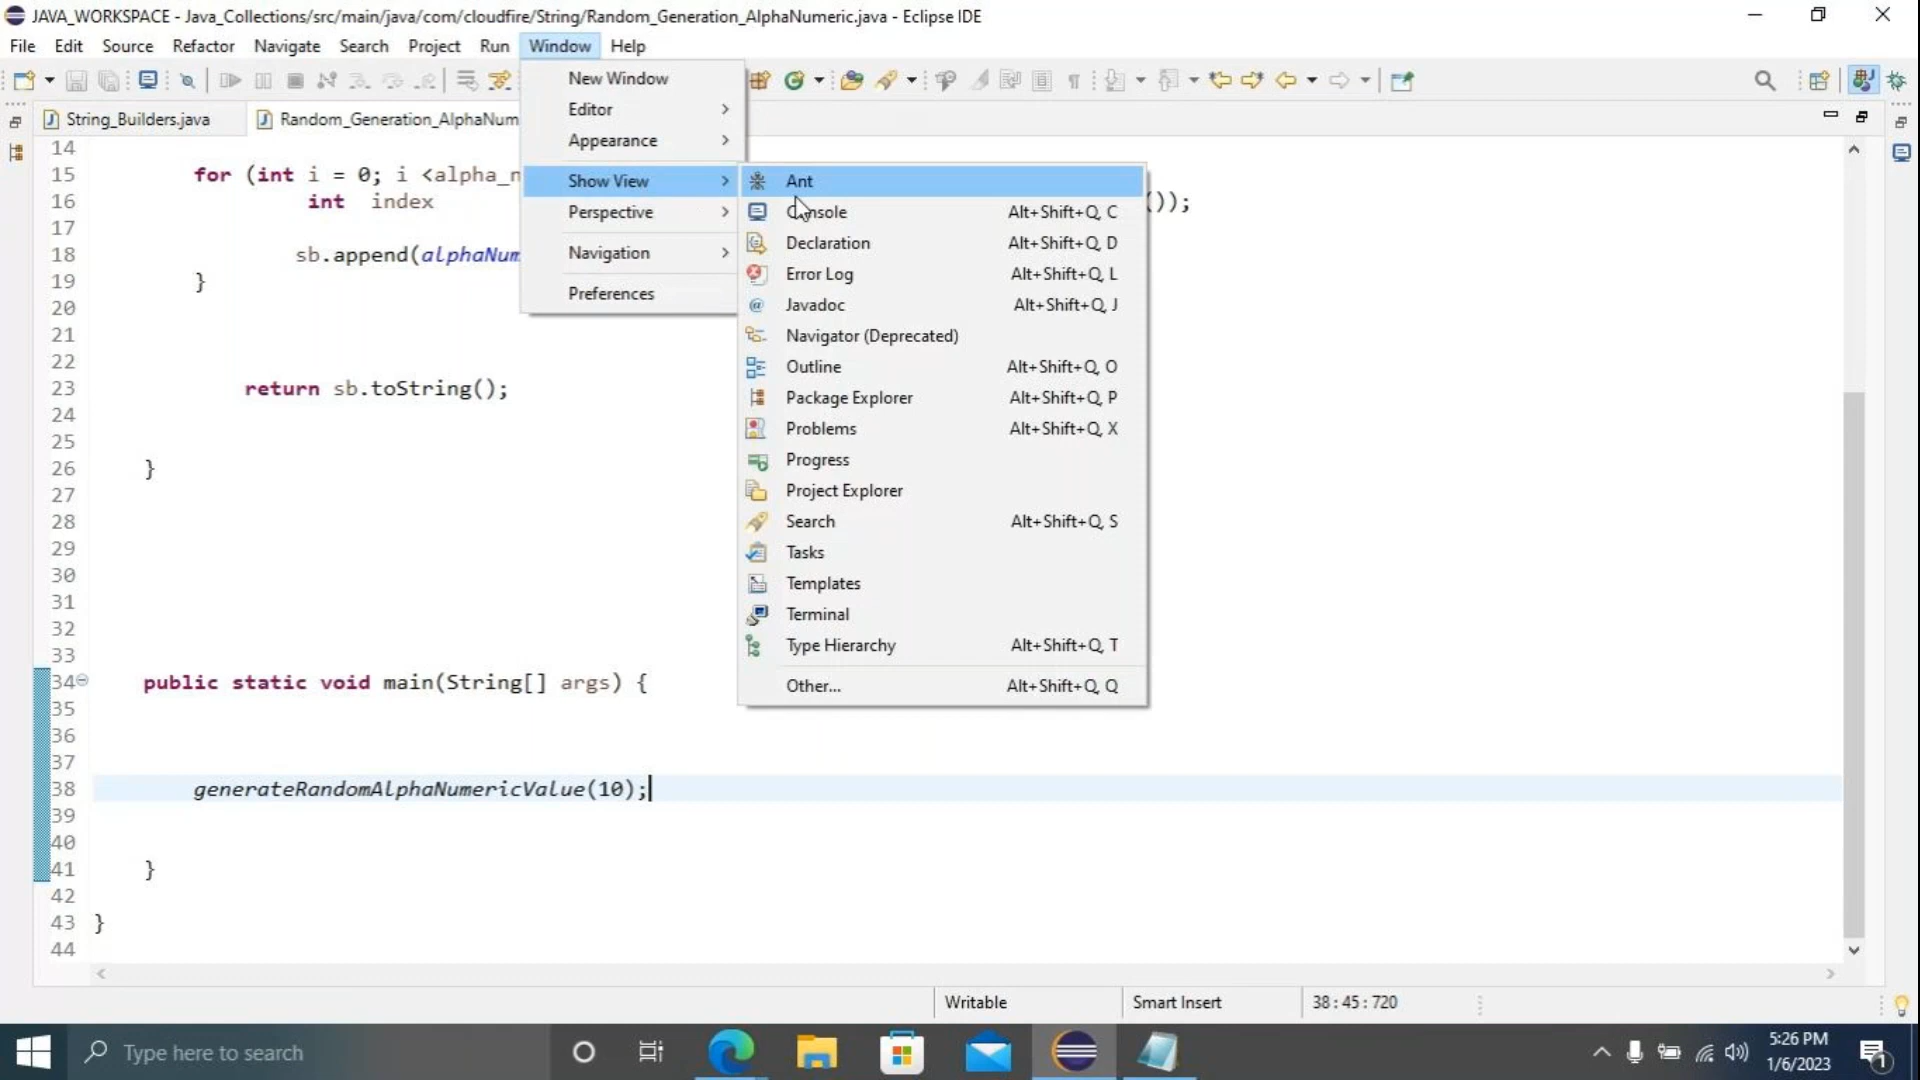 JAVA_WORKSPACE - Java_Collections/src/main/java/com/cloudfire/String/Random_Generation_AlphaNumeric.java - Eclipse IDE
File Edit Source Refactor Navigate Search Project Run Window Help
String_Builders.java Random_Generation_AlphaNum
New Window
Editor
Appearance
Show View
Perspective
Navigation
Preferences
Ant
Console Alt+Shift+Q, C
Declaration Alt+Shift+Q, D
Error Log Alt+Shift+Q, L
Javadoc Alt+Shift+Q, J
Navigator (Deprecated)
Outline Alt+Shift+Q, O
Package Explorer Alt+Shift+Q, P
Problems Alt+Shift+Q, X
Progress
Project Explorer
Search Alt+Shift+Q, S
Tasks
Templates
Terminal
Type Hierarchy Alt+Shift+Q, T
Other... Alt+Shift+Q, Q
14
15 for (int i = 0; i <alpha_n
16 int index ());
17
18 sb.append(alphaNum
19 }
20
21
22
23 return sb.toString();
24
25
26 }
27
28
29
30
31
32
33
34 public static void main(String[] args) {
35
36
37
38 generateRandomAlphaNumericValue(10);
39
40
41 }
42
43 }
44
Writable Smart Insert 38 : 45 : 720
Type here to search
5:26 PM
1/6/2023
1